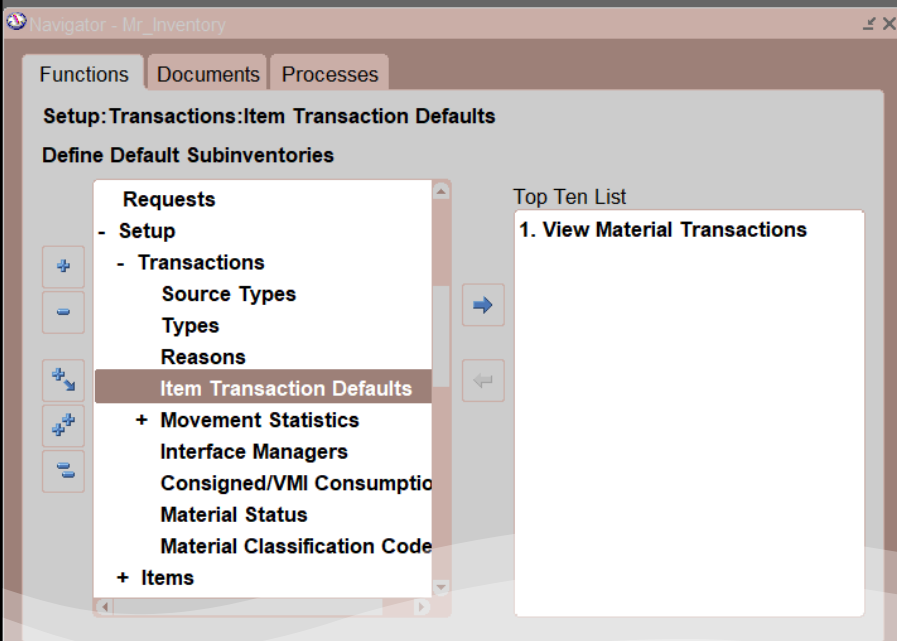 Navigator - Mr_Inventory
Functions Documents Processes
Setup:Transactions:Item Transaction Defaults
Define Default Subinventories
Requests
- Setup
- Transactions
Source Types
Types
Reasons
Item Transaction Defaults
+ Movement Statistics
Interface Managers
Consigned/VMI Consumptio
Material Status
Material Classification Code
+ Items
Top Ten List
1. View Material Transactions